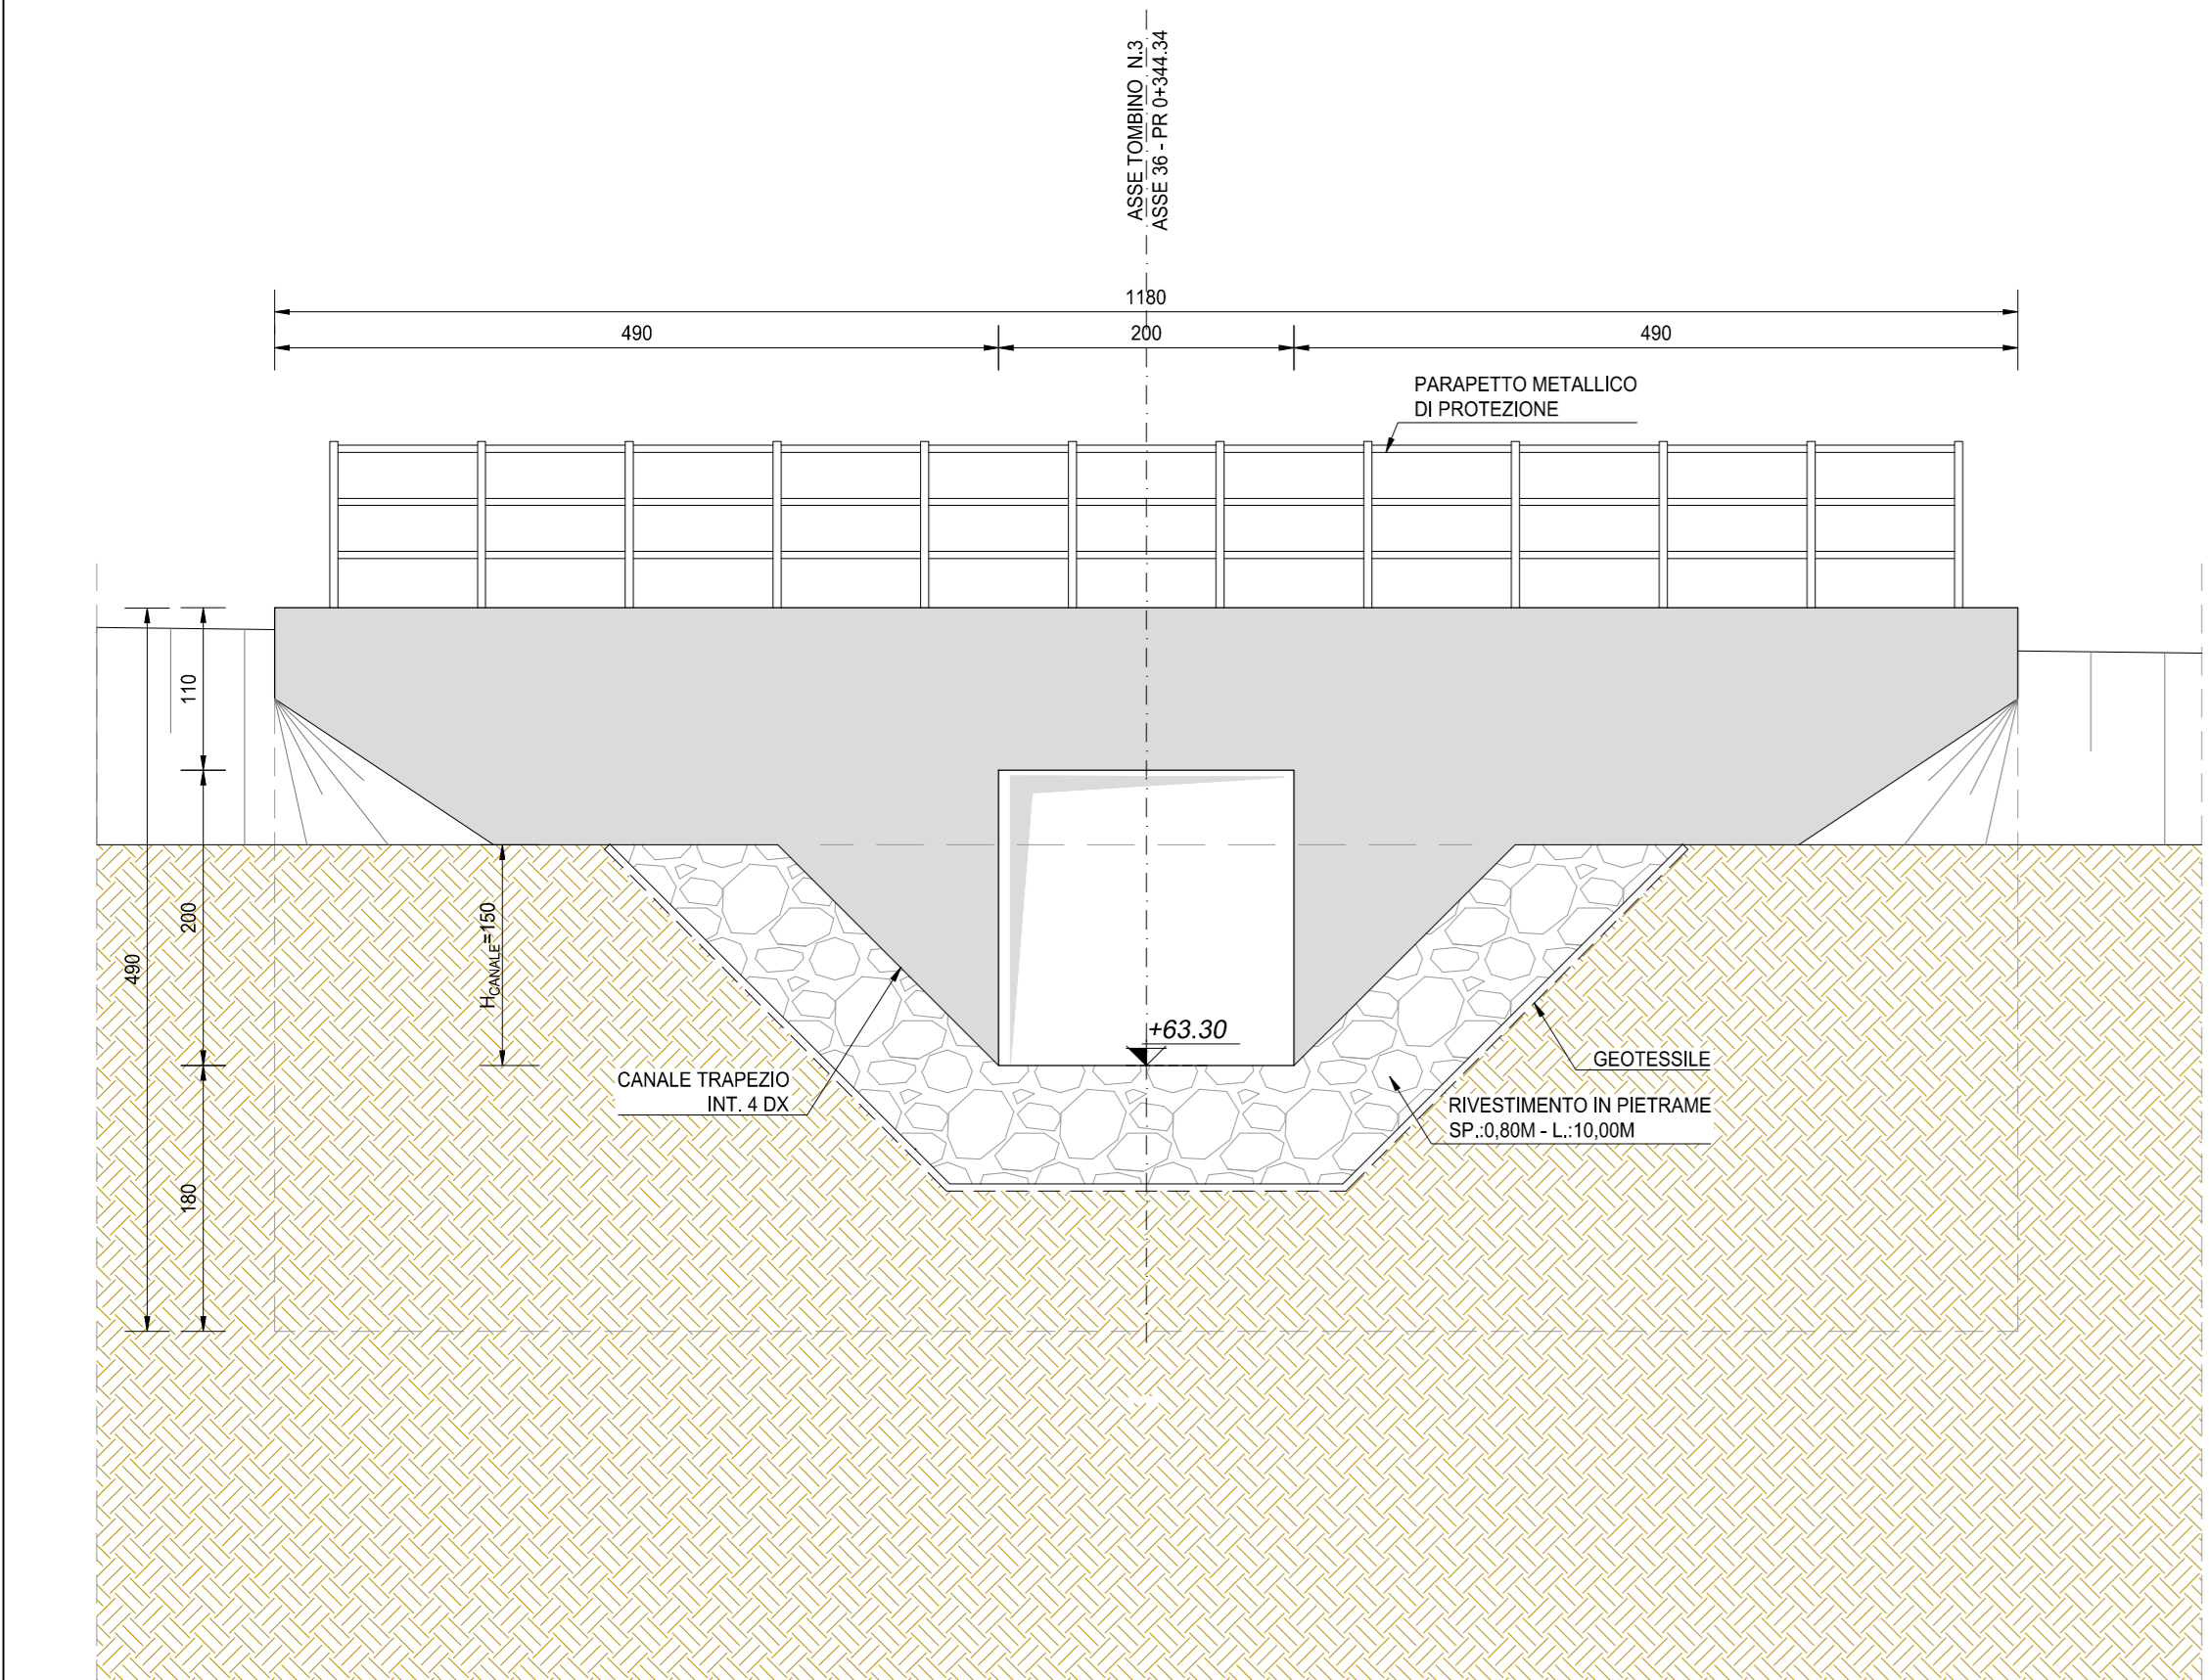 ASSE TOMBINO N.3
ASSE 36 - PR 0+344.34
1180
490
200
490
PARAPETTO METALLICO
DI PROTEZIONE
110
200
490
180
HCANALE=150
+63.30
CANALE TRAPEZIO
INT. 4 DX
GEOTESSILE
RIVESTIMENTO IN PIETRAME
SP.:0,80M - L.:10,00M